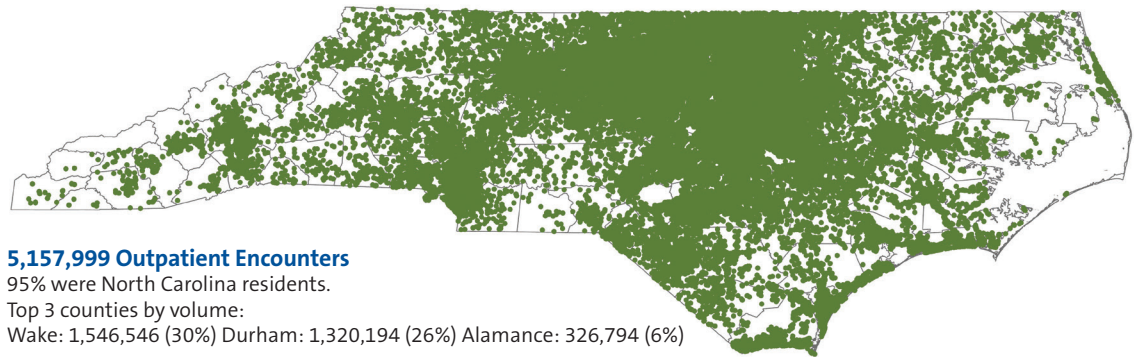 5,157,999 Outpatient Encounters
95% were North Carolina residents.
Top 3 counties by volume:
Wake: 1,546,546 (30%) Durham: 1,320,194 (26%) Alamance: 326,794 (6%)